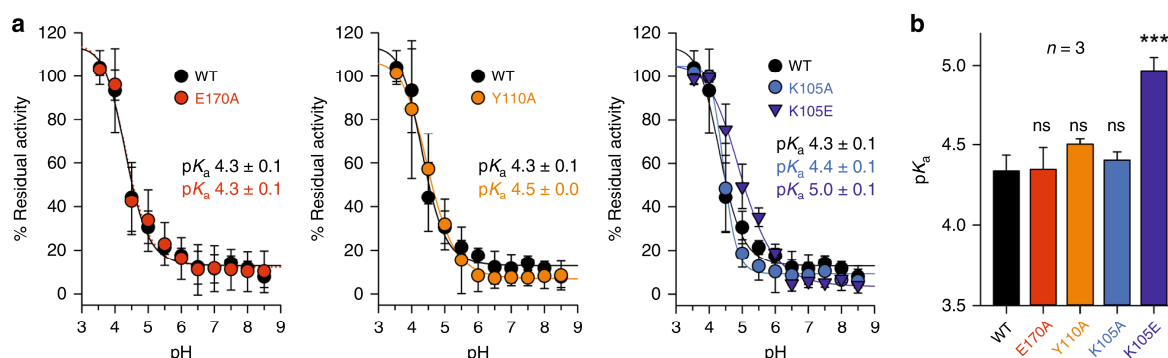 a
120
100
80
60
40
20
0
% Residual activity
3 4 5 6 7 8 9
pH
WT
E170A
pKa 4.3 ± 0.1
pKa 4.3 ± 0.1
120
100
80
60
40
20
0
% Residual activity
3 4 5 6 7 8 9
pH
WT
Y110A
pKa 4.3 ± 0.1
pKa 4.5 ± 0.0
120
100
80
60
40
20
0
% Residual activity
3 4 5 6 7 8 9
pH
WT
K105A
K105E
pKa 4.3 ± 0.1
pKa 4.4 ± 0.1
pKa 5.0 ± 0.1
b
5.0
4.5
4.0
3.5
pKa
n = 3
***
ns ns ns
WT E170A Y110A K105A K105E